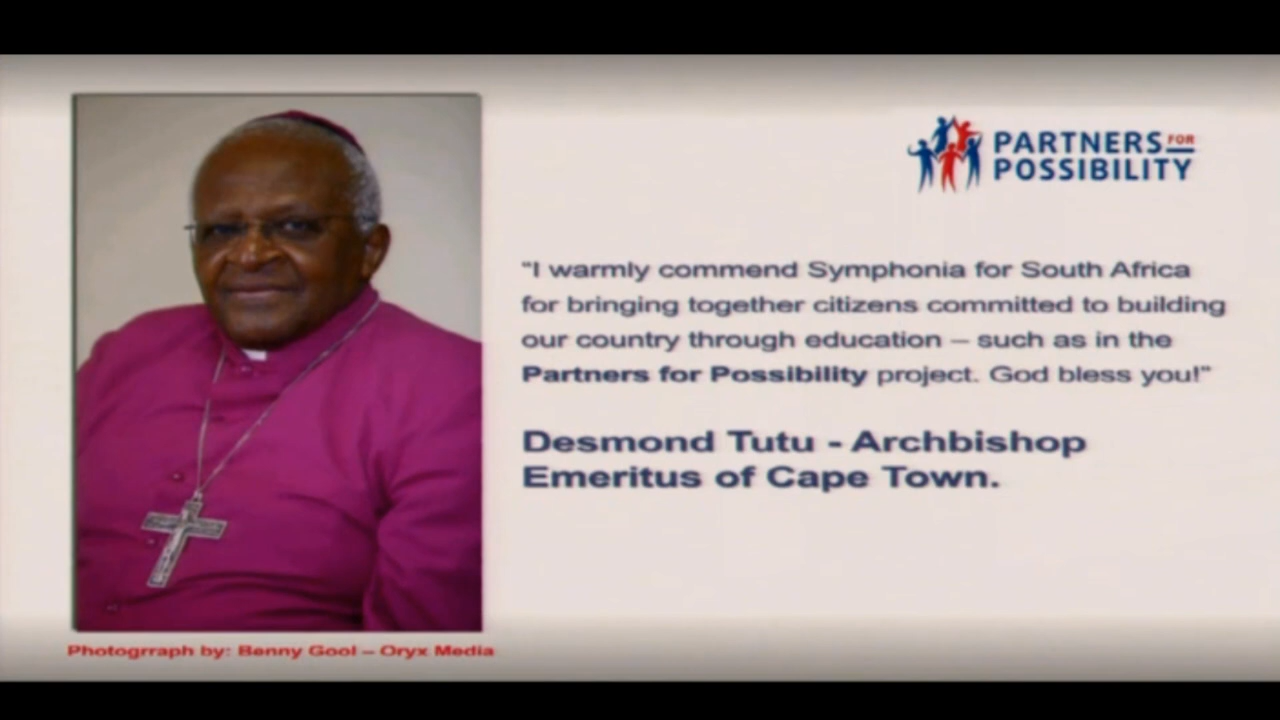 PARTNERS FOR
POSSIBILITY
“I warmly commend Symphonia for South Africa
for bringing together citizens committed to building
our country through education – such as in the
Partners for Possibility project. God bless you!”
Desmond Tutu - Archbishop
Emeritus of Cape Town.
Photogrraph by: Benny Gool – Oryx Media